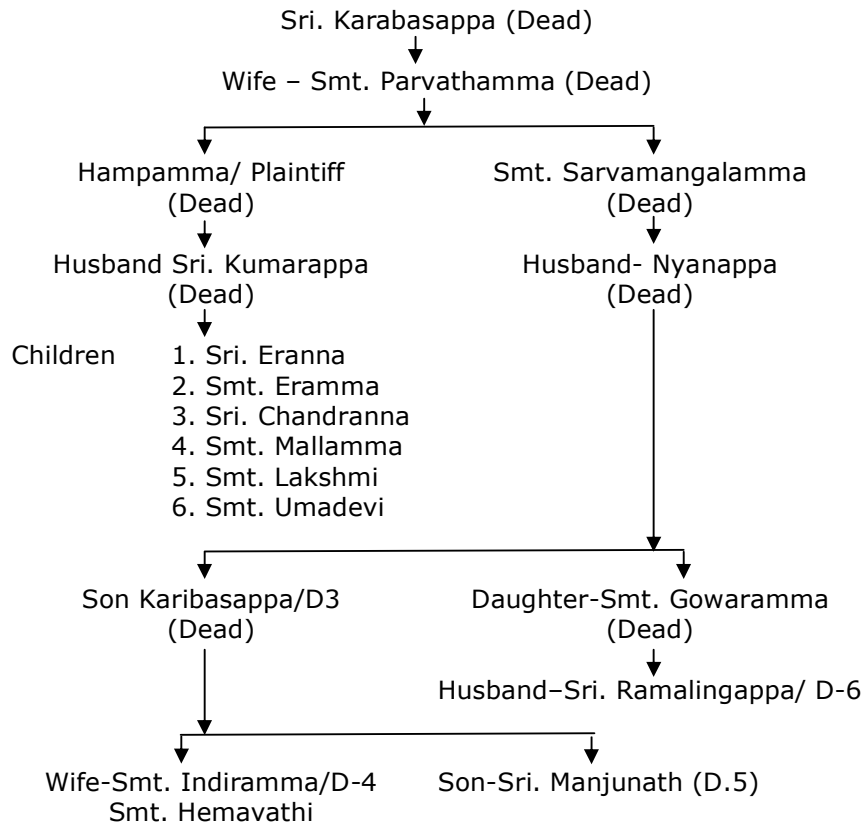 Sri. Karabasappa (Dead)
Wife – Smt. Parvathamma (Dead)
Hampamma/ Plaintiff
(Dead)
Smt. Sarvamangalamma
(Dead)
Husband Sri. Kumarappa
(Dead)
Husband- Nyanappa
(Dead)
Children
1. Sri. Eranna
2. Smt. Eramma
3. Sri. Chandranna
4. Smt. Mallamma
5. Smt. Lakshmi
6. Smt. Umadevi
Son Karibasappa/D3
(Dead)
Daughter-Smt. Gowaramma
(Dead)
Husband–Sri. Ramalingappa/ D-6
Wife-Smt. Indiramma/D-4
Smt. Hemavathi
Son-Sri. Manjunath (D.5)